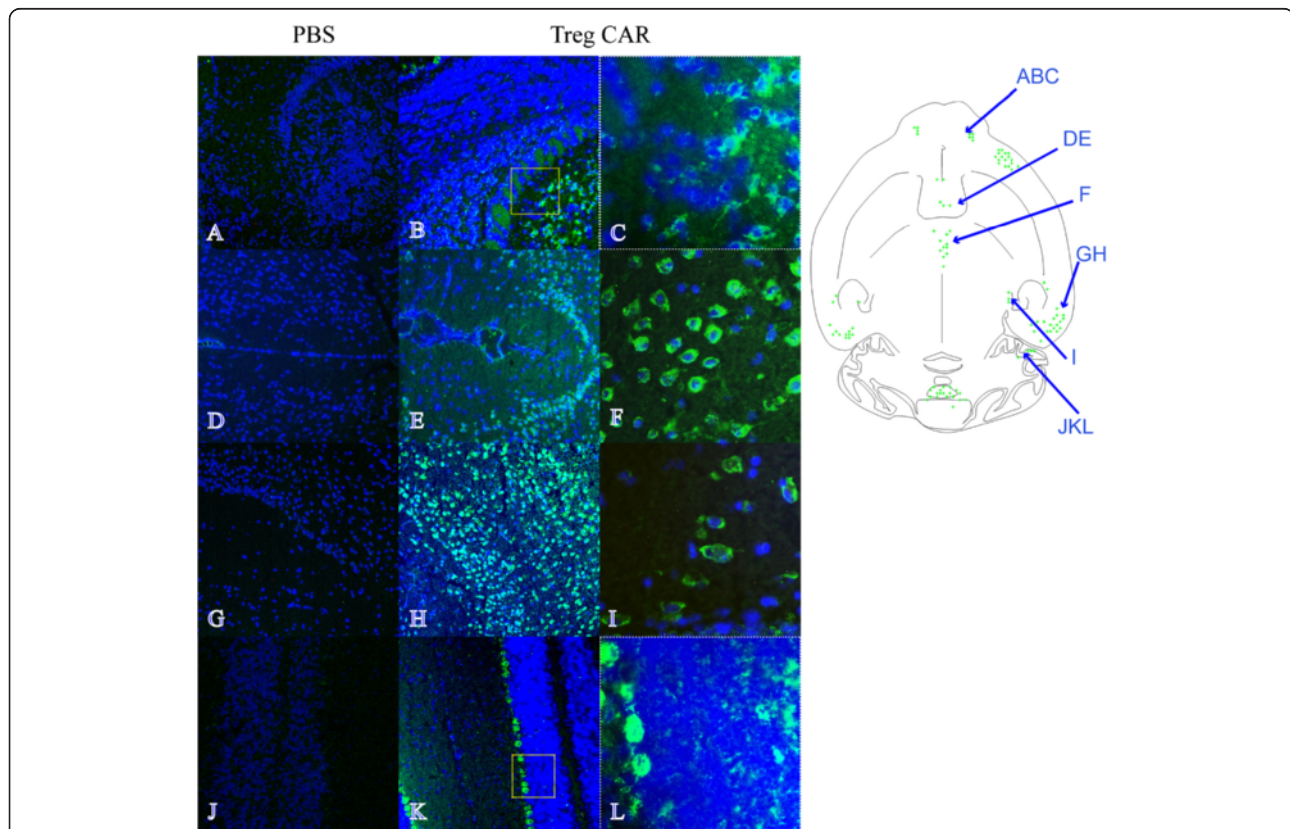 PBS Treg CAR
A B C
D E F
G H I
J K L
ABC
DE
F
GH
I
JKL